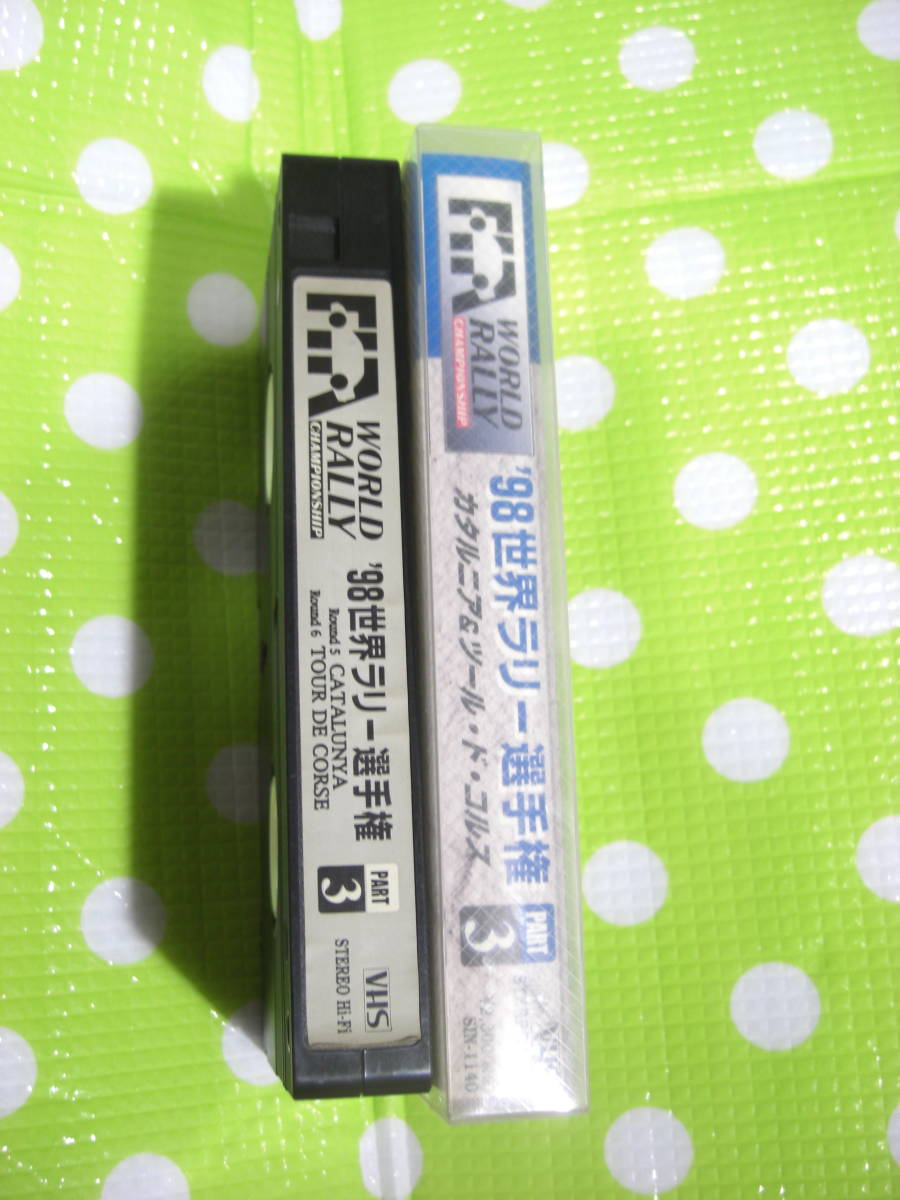 FIA
WORLD
RALLY
CHAMPIONSHIP
'98世界ラリー選手権
Round 5 CATALUNYA
Round 6 TOUR DE CORSE
PART
3
VHS
STEREO Hi-Fi
FIA
WORLD
RALLY
CHAMPIONSHIP
'98世界ラリー選手権
カタルニア&ツール・ド・コルス
PART
3
SIN-1140